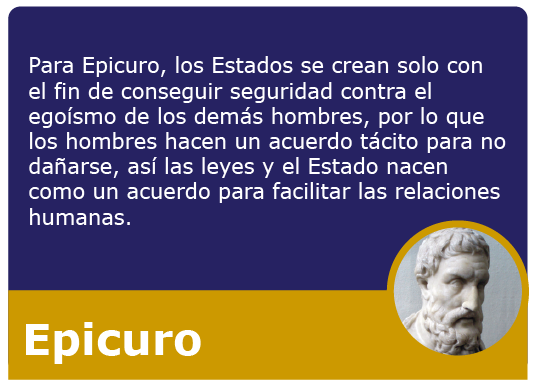 Para Epicuro, los Estados se crean solo con
el fin de conseguir seguridad contra el
egoísmo de los demás hombres, por lo que
los hombres hacen un acuerdo tácito para no
dañarse, así las leyes y el Estado nacen
como un acuerdo para facilitar las relaciones
humanas.
Epicuro